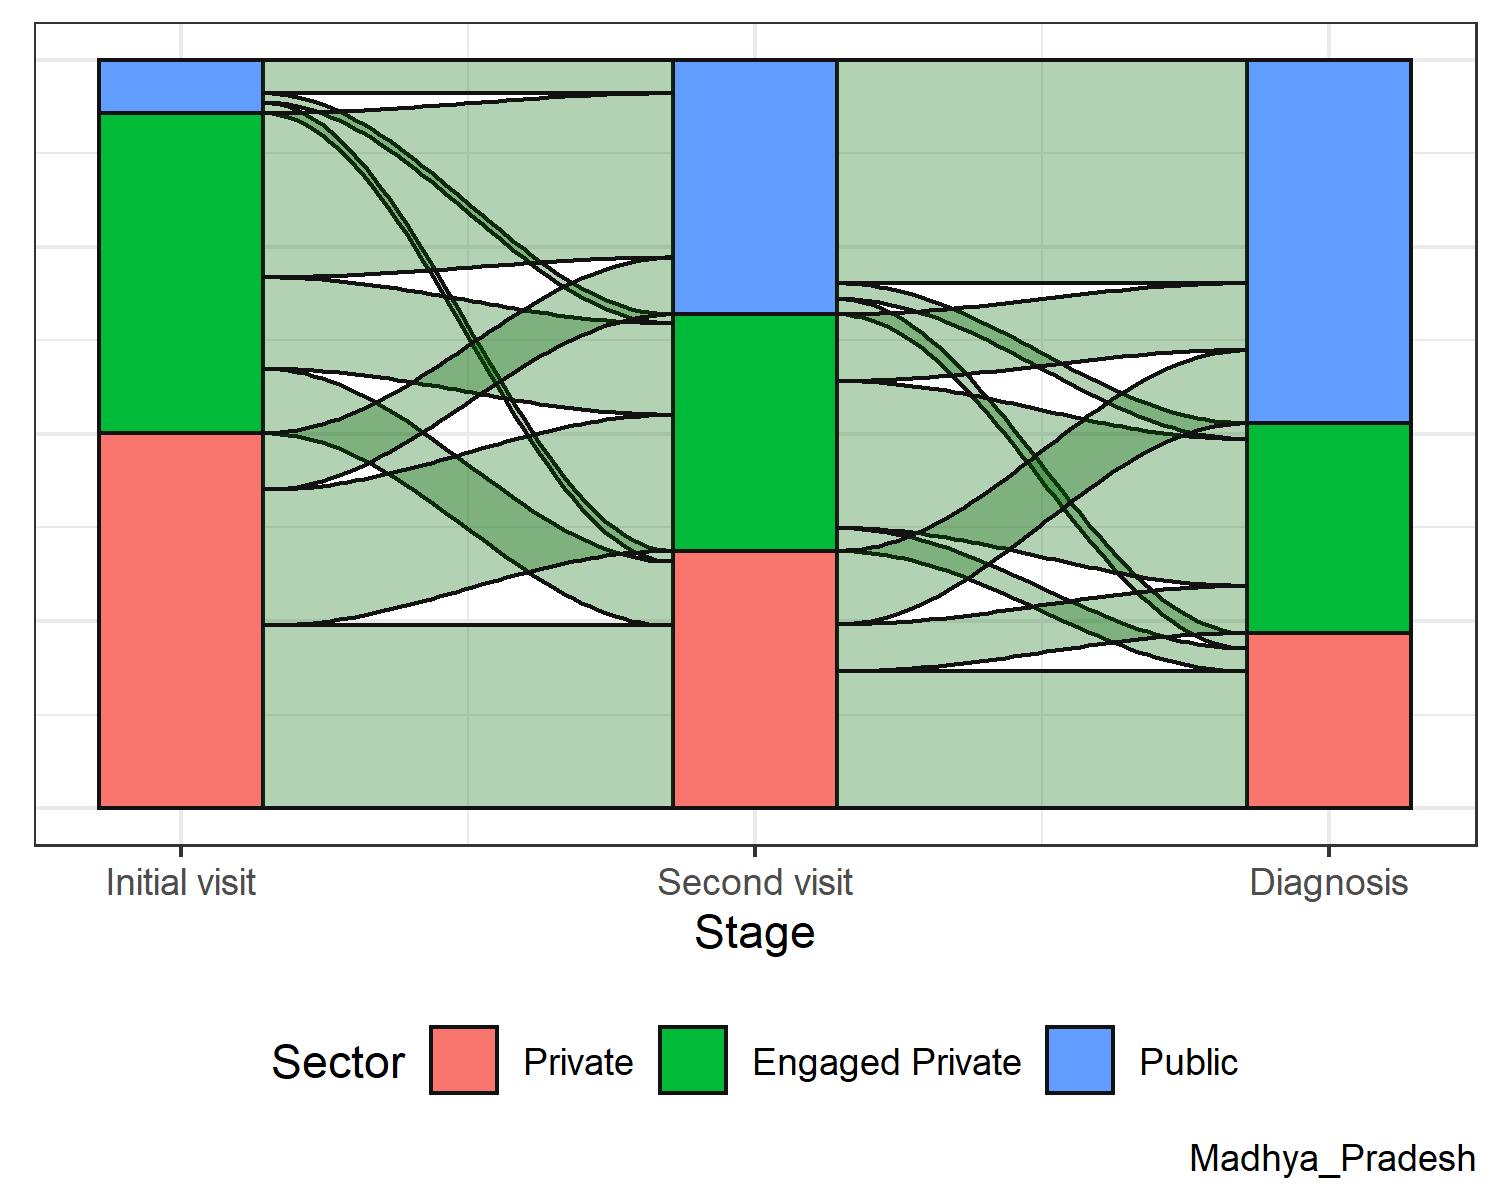 Initial visit Second visit Diagnosis
Stage
Sector Private Engaged Private Public
Madhya_Pradesh